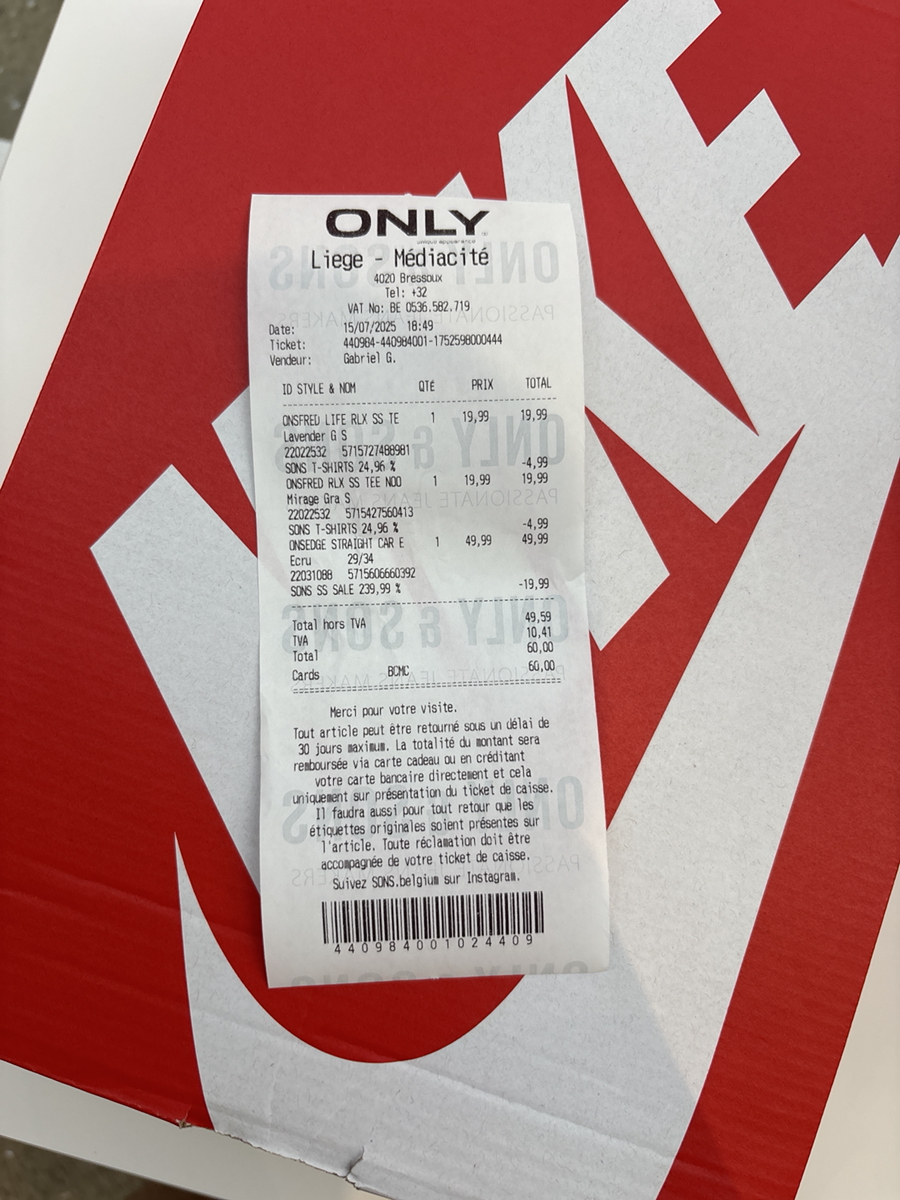 NIKE
ONLY
unique appearance
Liege - Médiacité
4020 Bressoux
Tel: +32
VAT No: BE 0536.582.719
Date: 15/07/2025 18:49
Ticket: 440984-440984001-1752598000444
Vendeur: Gabriel G.
ID STYLE & NOM QTÉ PRIX TOTAL
ONSFRED LIFE RLX SS TE 1 19,99 19,99
Lavender G S
22022532 5715727488981
SONS T-SHIRTS 24,96 % -4,99
ONSFRED RLX SS TEE NOO 1 19,99 19,99
Mirage Gra S
22022532 5715427560413
SONS T-SHIRTS 24,96 % -4,99
ONSEDGE STRAIGHT CAR E 1 49,99 49,99
Ecru 29/34
22031088 5715606660392
SONS SS SALE 239,99 % -19,99
Total hors TVA 49,59
TVA 10,41
Total 60,00
Cards BCMC 60,00
Merci pour votre visite.
Tout article peut être retourné sous un délai de
30 jours maximum. La totalité du montant sera
remboursée via carte cadeau ou en créditant
votre carte bancaire directement et cela
uniquement sur présentation du ticket de caisse.
Il faudra aussi pour tout retour que les
étiquettes originales soient présentes sur
l'article. Toute réclamation doit être
accompagnée de votre ticket de caisse.
Suivez SONS.belgium sur Instagram.
440984001024409